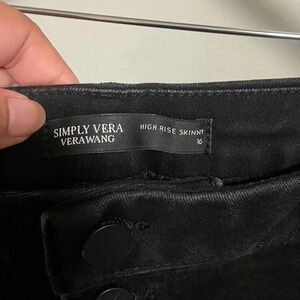 SIMPLY VERA
VERAWANG
HIGH RISE SKINNY
16